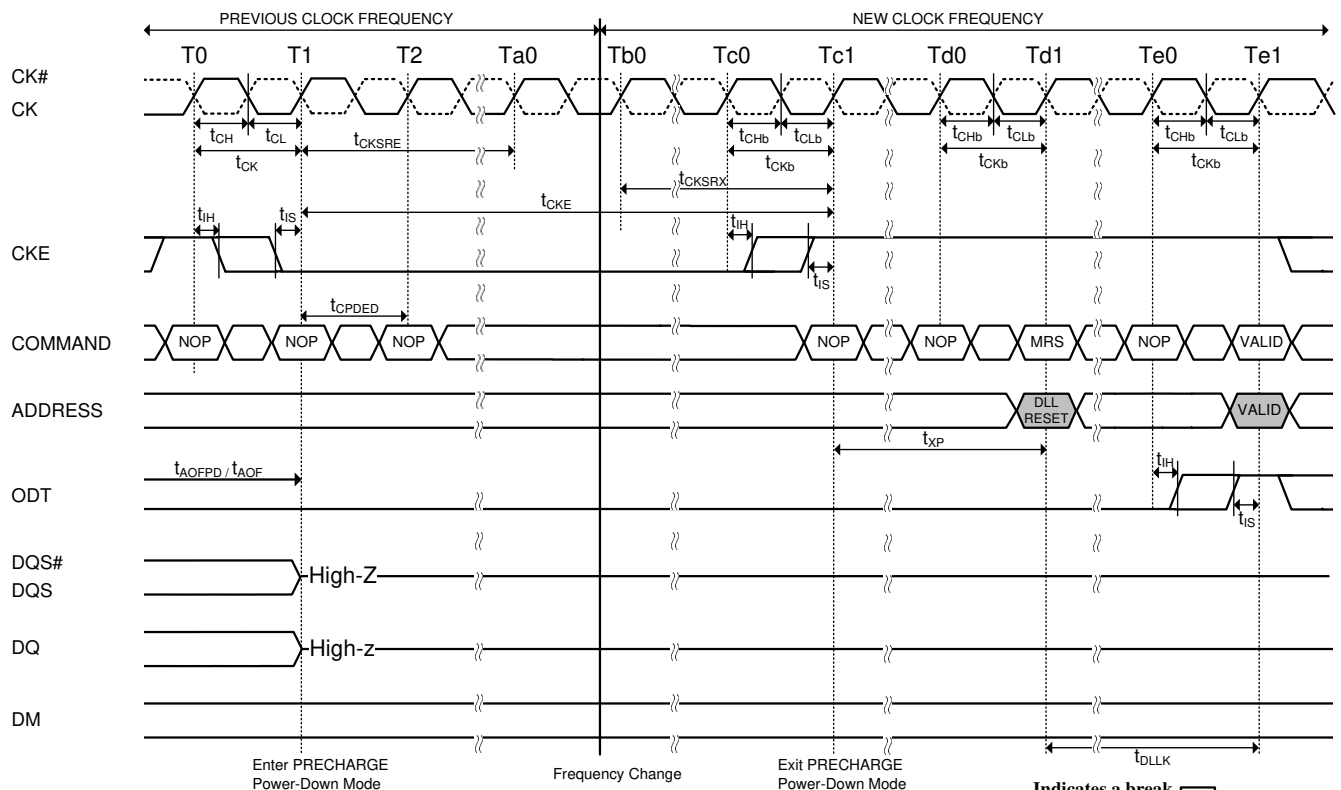 PREVIOUS CLOCK FREQUENCY NEW CLOCK FREQUENCY
T0 T1 T2 Ta0 Tb0 Tc0 Tc1 Td0 Td1 Te0 Te1
CK#
CK
tCH tCL tCKSRE tCHb tCLb tCHb tCLb tCHb tCLb
tCK tCKb tCKb tCKb
tCKSRX
tCKE
tIH tIS tIH
CKE
tIS
tCPDED
COMMAND NOP NOP NOP NOP NOP MRS NOP VALID
ADDRESS DLL RESET VALID
tXP
tAOFPD / tAOF tIH
ODT
tIS
DQS#
High-Z
DQS
DQ High-z
DM
tDLLK
Enter PRECHARGE
Power-Down Mode
Frequency Change
Exit PRECHARGE
Power-Down Mode
Indicates a break